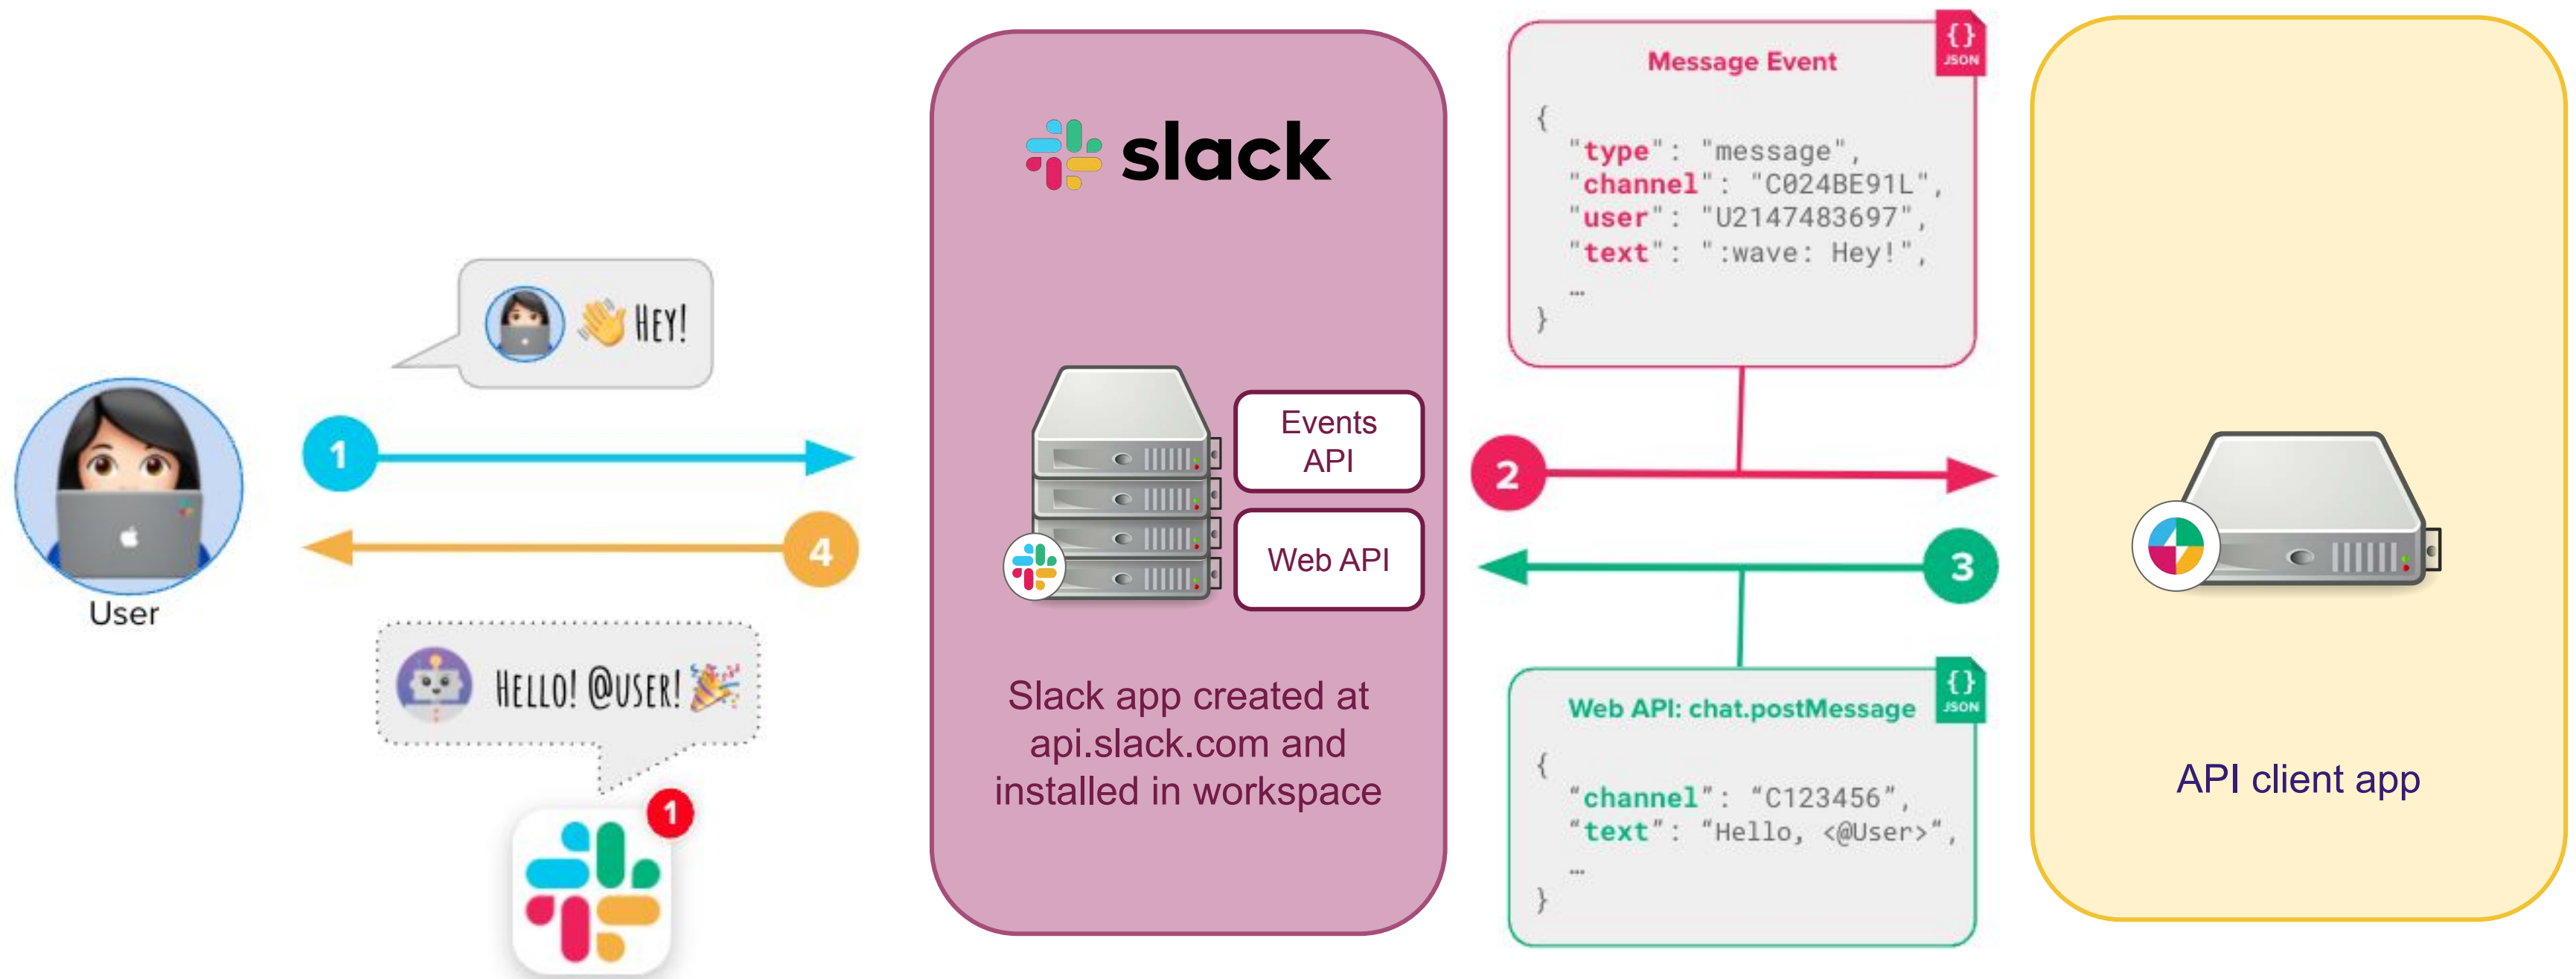 👋 HEY!
1
4
User
HELLO! @USER! 🎉
1
slack
Events
API
Web API
Slack app created at
api.slack.com and
installed in workspace
{}
JSON
Message Event
{
"type": "message",
"channel": "C024BE91L",
"user": "U2147483697",
"text": ":wave: Hey!",
…
}
2
3
{}
JSON
Web API: chat.postMessage
{
“channel”: “C123456”,
“text”: “Hello, <@User>”,
…
}
API client app